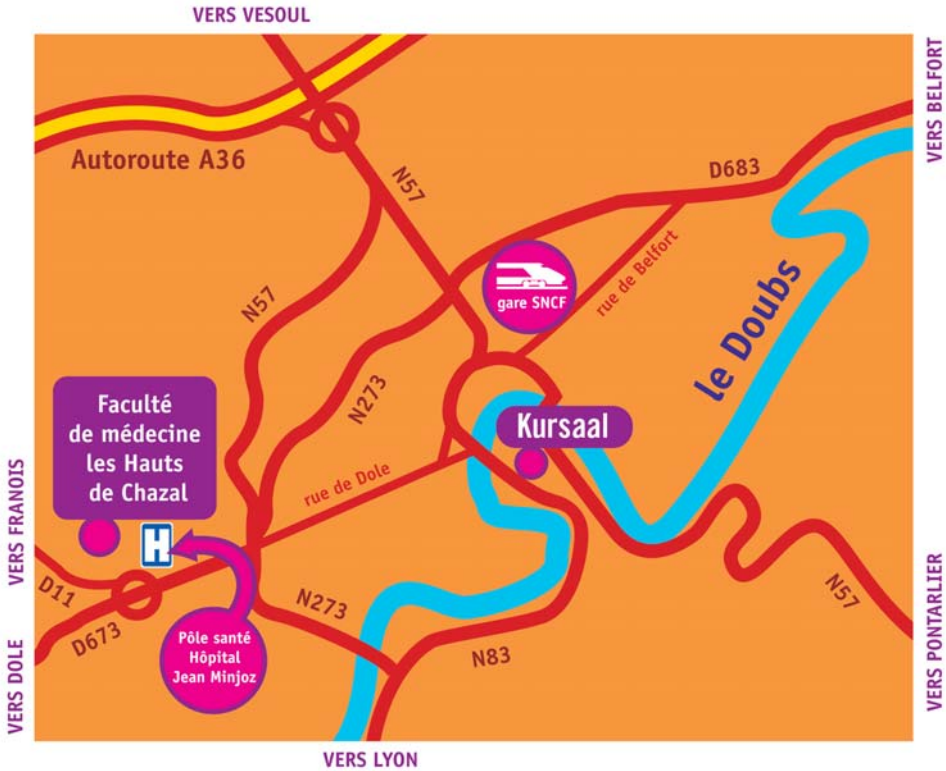 VERS VESOUL
VERS BELFORT
Autoroute A36
N57
D683
gare SNCF
rue de Belfort
le Doubs
N57
N273
Faculté
de médecine
les Hauts
de Chazal
Kursaal
rue de Dole
VERS FRANOIS
H
D11
D673
N273
Pôle santé
Hôpital
Jean Minjoz
N83
N57
VERS PONTARLIER
VERS DOLE
VERS LYON